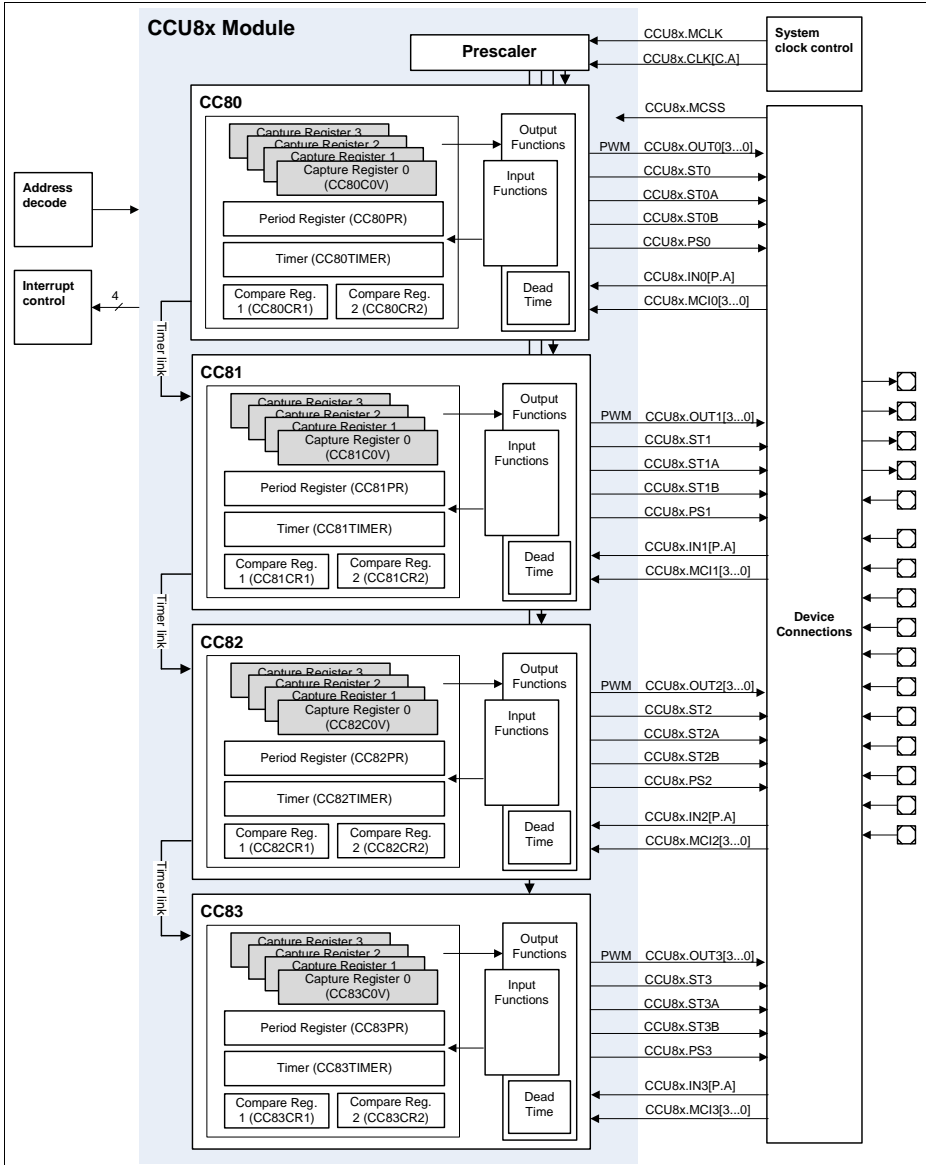 CCU8x Module
Prescaler
CCU8x.MCLK
CCU8x.CLK[C.A]
System
clock control
CCU8x.MCSS
Address
decode
Interrupt
control
4
CC80
Capture Register 3
Capture Register 2
Capture Register 1
Capture Register 0
(CC80C0V)
Period Register (CC80PR)
Timer (CC80TIMER)
Compare Reg.
1 (CC80CR1)
Compare Reg.
2 (CC80CR2)
Output
Functions
Input
Functions
Dead
Time
PWM
CCU8x.OUT0[3...0]
CCU8x.ST0
CCU8x.ST0A
CCU8x.ST0B
CCU8x.PS0
CCU8x.IN0[P.A]
CCU8x.MCI0[3...0]
Timer link
CC81
Capture Register 3
Capture Register 2
Capture Register 1
Capture Register 0
(CC81C0V)
Period Register (CC81PR)
Timer (CC81TIMER)
Compare Reg.
1 (CC81CR1)
Compare Reg.
2 (CC81CR2)
Output
Functions
Input
Functions
Dead
Time
PWM
CCU8x.OUT1[3...0]
CCU8x.ST1
CCU8x.ST1A
CCU8x.ST1B
CCU8x.PS1
CCU8x.IN1[P.A]
CCU8x.MCI1[3...0]
Timer link
Device
Connections
CC82
Capture Register 3
Capture Register 2
Capture Register 1
Capture Register 0
(CC82C0V)
Period Register (CC82PR)
Timer (CC82TIMER)
Compare Reg.
1 (CC82CR1)
Compare Reg.
2 (CC82CR2)
Output
Functions
Input
Functions
Dead
Time
PWM
CCU8x.OUT2[3...0]
CCU8x.ST2
CCU8x.ST2A
CCU8x.ST2B
CCU8x.PS2
CCU8x.IN2[P.A]
CCU8x.MCI2[3...0]
Timer link
CC83
Capture Register 3
Capture Register 2
Capture Register 1
Capture Register 0
(CC83C0V)
Period Register (CC83PR)
Timer (CC83TIMER)
Compare Reg.
1 (CC83CR1)
Compare Reg.
2 (CC83CR2)
Output
Functions
Input
Functions
Dead
Time
PWM
CCU8x.OUT3[3...0]
CCU8x.ST3
CCU8x.ST3A
CCU8x.ST3B
CCU8x.PS3
CCU8x.IN3[P.A]
CCU8x.MCI3[3...0]